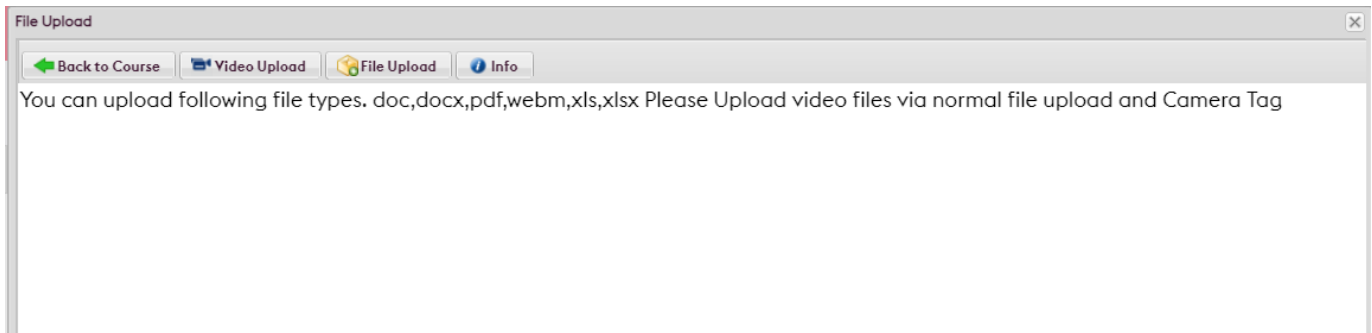 File Upload
Back to Course Video Upload File Upload Info
You can upload following file types. doc,docx,pdf,webm,xls,xlsx Please Upload video files via normal file upload and Camera Tag